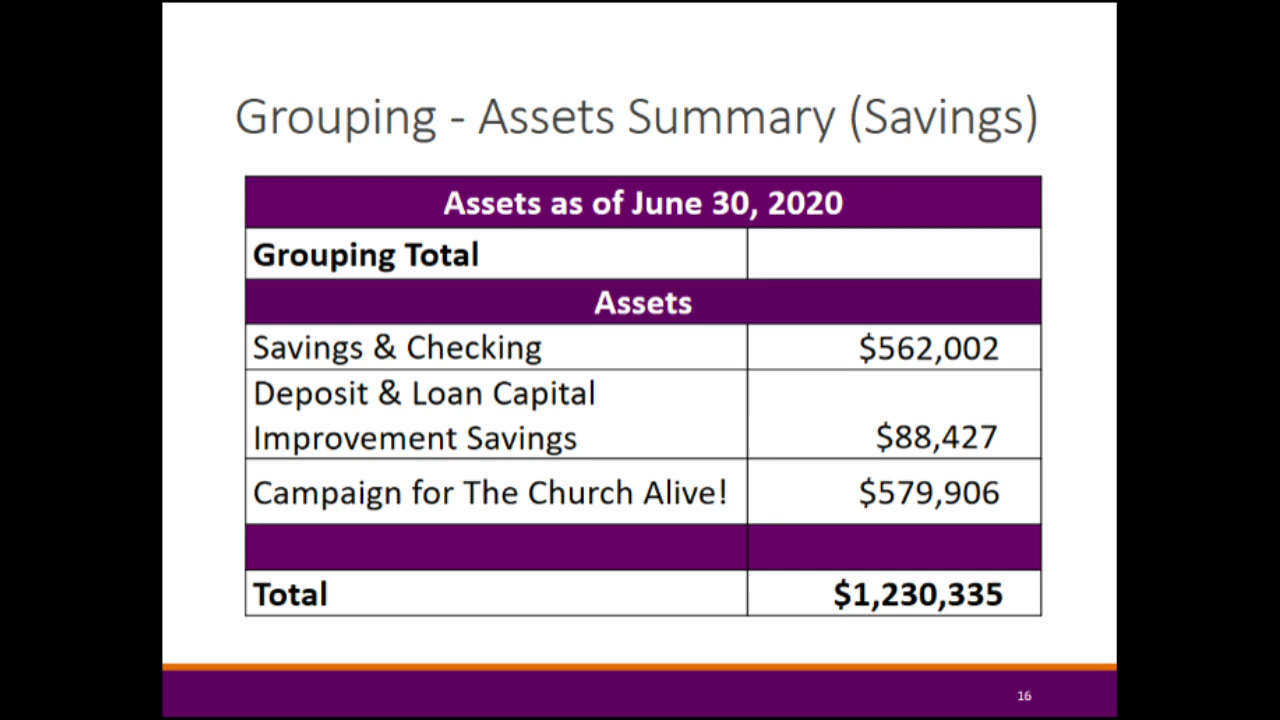 Grouping - Assets Summary (Savings)
Assets as of June 30, 2020
Grouping Total
Assets
Savings & Checking $562,002
Deposit & Loan Capital
Improvement Savings $88,427
Campaign for The Church Alive! $579,906
Total $1,230,335
16